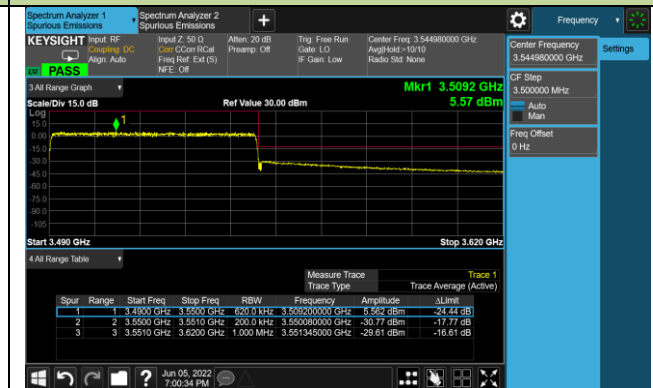 Spectrum Analyzer 1
Spurious Emissions
Spectrum Analyzer 2
Spurious Emissions
+
Frequency
KEYSIGHT
Input: RF
Coupling: DC
Align: Auto
Input Z: 50 Ω
Corr CCorr RCal
Freq Ref: Ext (S)
NFE: Off
Atten: 20 dB
Preamp: Off
Trig: Free Run
Gate: LO
IF Gain: Low
Center Freq: 3.544980000 GHz
Avg|Hold:>10/10
Radio Std: None
PASS
Center Frequency
3.544980000 GHz
Settings
CF Step
3.500000 MHz
Auto
Man
Freq Offset
0 Hz
3 All Range Graph
Mkr1 3.5092 GHz
5.57 dBm
Scale/Div 15.0 dB
Ref Value 30.00 dBm
Log
15.0
0.00
-15.0
-30.0
-45.0
-60.0
-75.0
-90.0
-105
1
Start 3.490 GHz
Stop 3.620 GHz
4 All Range Table
Measure Trace Trace 1
Trace Type Trace Average (Active)
Spur Range Start Freq Stop Freq RBW Frequency Amplitude ΔLimit
1 1 3.4900 GHz 3.5500 GHz 620.0 kHz 3.509200000 GHz 5.562 dBm -24.44 dB
2 2 3.5500 GHz 3.5510 GHz 200.0 kHz 3.550080000 GHz -30.77 dBm -17.77 dB
3 3 3.5510 GHz 3.6200 GHz 1.000 MHz 3.551345000 GHz -29.61 dBm -16.61 dB
?
Jun 05, 2022
7:00:34 PM